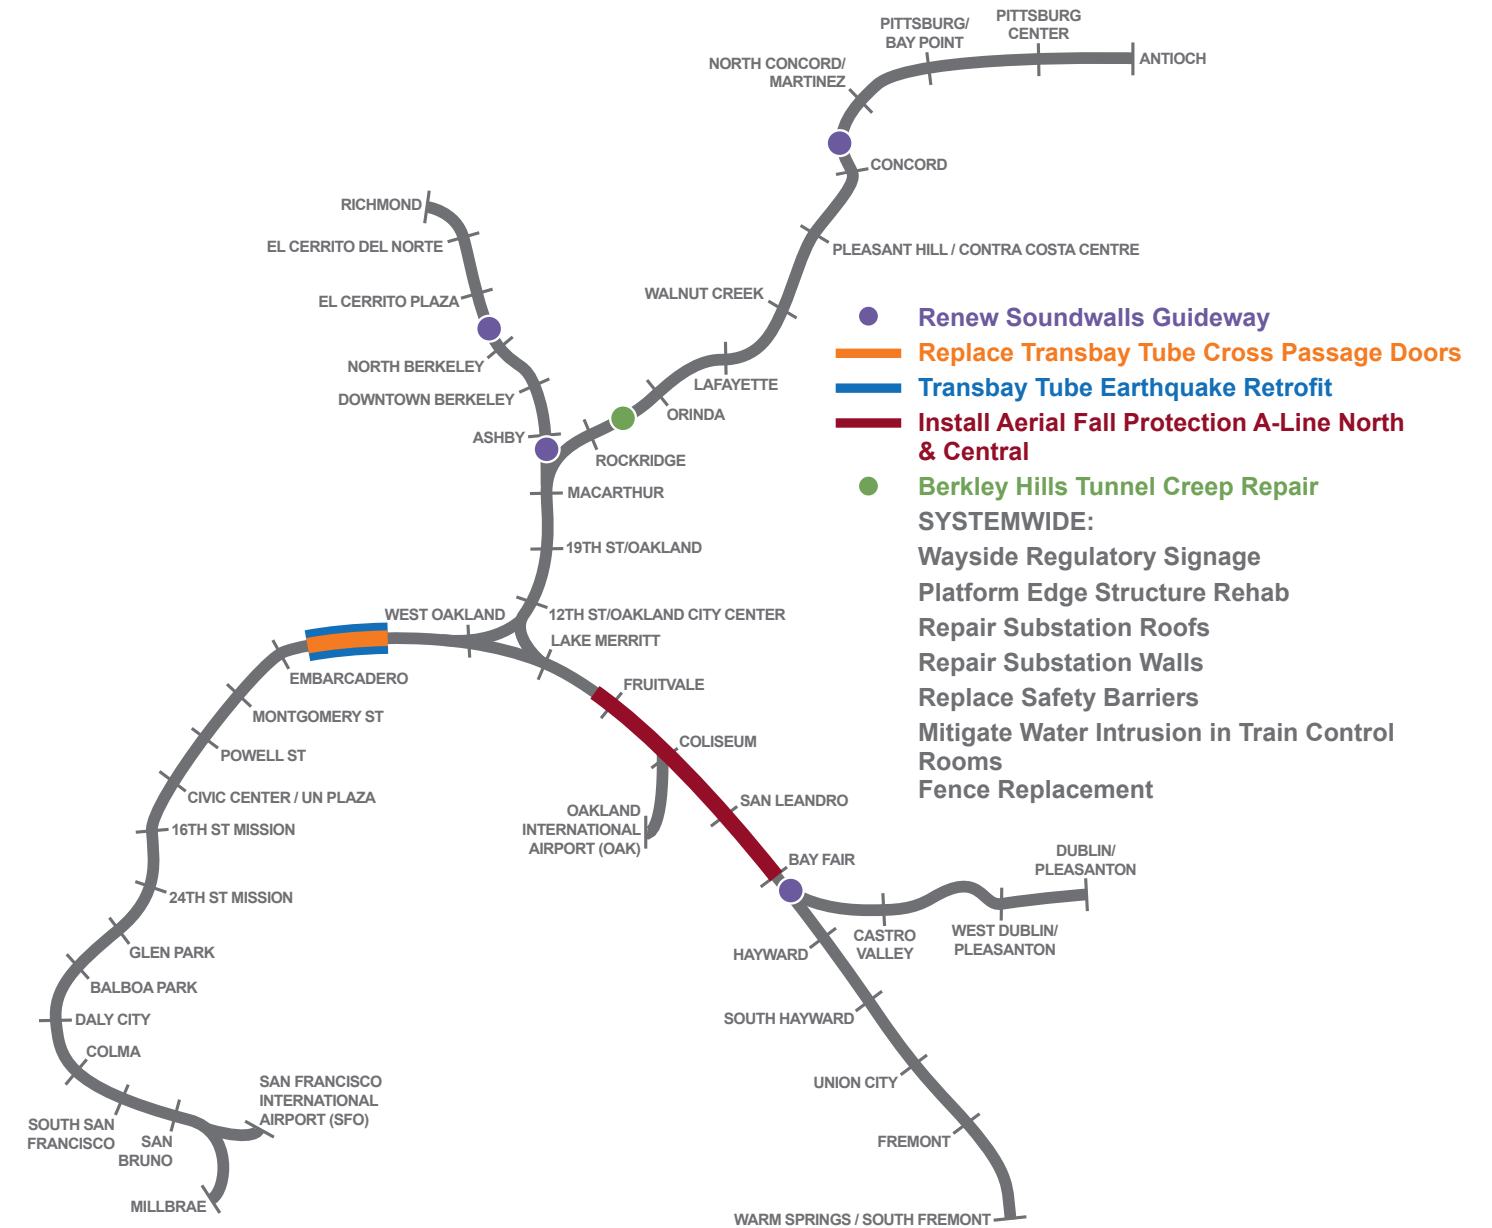 PITTSBURG
CENTER
PITTSBURG/
BAY POINT
ANTIOCH
NORTH CONCORD/
MARTINEZ
CONCORD
RICHMOND
EL CERRITO DEL NORTE
PLEASANT HILL / CONTRA COSTA CENTRE
EL CERRITO PLAZA
WALNUT CREEK
NORTH BERKELEY
DOWNTOWN BERKELEY
LAFAYETTE
ORINDA
ASHBY
ROCKRIDGE
MACARTHUR
19TH ST/OAKLAND
WEST OAKLAND
12TH ST/OAKLAND CITY CENTER
LAKE MERRITT
EMBARCADERO
FRUITVALE
MONTGOMERY ST
COLISEUM
POWELL ST
CIVIC CENTER / UN PLAZA
SAN LEANDRO
OAKLAND
INTERNATIONAL
AIRPORT (OAK)
16TH ST MISSION
BAY FAIR
DUBLIN/
PLEASANTON
24TH ST MISSION
CASTRO
VALLEY
WEST DUBLIN/
PLEASANTON
GLEN PARK
HAYWARD
BALBOA PARK
DALY CITY
SOUTH HAYWARD
COLMA
UNION CITY
SAN FRANCISCO
INTERNATIONAL
AIRPORT (SFO)
SOUTH SAN
FRANCISCO
SAN
BRUNO
FREMONT
MILLBRAE
WARM SPRINGS / SOUTH FREMONT
Renew Soundwalls Guideway
Replace Transbay Tube Cross Passage Doors
Transbay Tube Earthquake Retrofit
Install Aerial Fall Protection A-Line North
& Central
Berkley Hills Tunnel Creep Repair
SYSTEMWIDE:
Wayside Regulatory Signage
Platform Edge Structure Rehab
Repair Substation Roofs
Repair Substation Walls
Replace Safety Barriers
Mitigate Water Intrusion in Train Control
Rooms
Fence Replacement